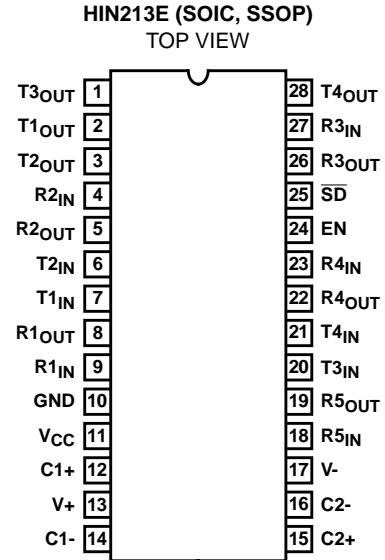 HIN213E (SOIC, SSOP)
TOP VIEW
T3OUT 1 28 T4OUT
T1OUT 2 27 R3IN
T2OUT 3 26 R3OUT
R2IN 4 25 S̅D̅
R2OUT 5 24 EN
T2IN 6 23 R4IN
T1IN 7 22 R4OUT
R1OUT 8 21 T4IN
R1IN 9 20 T3IN
GND 10 19 R5OUT
VCC 11 18 R5IN
C1+ 12 17 V-
V+ 13 16 C2-
C1- 14 15 C2+